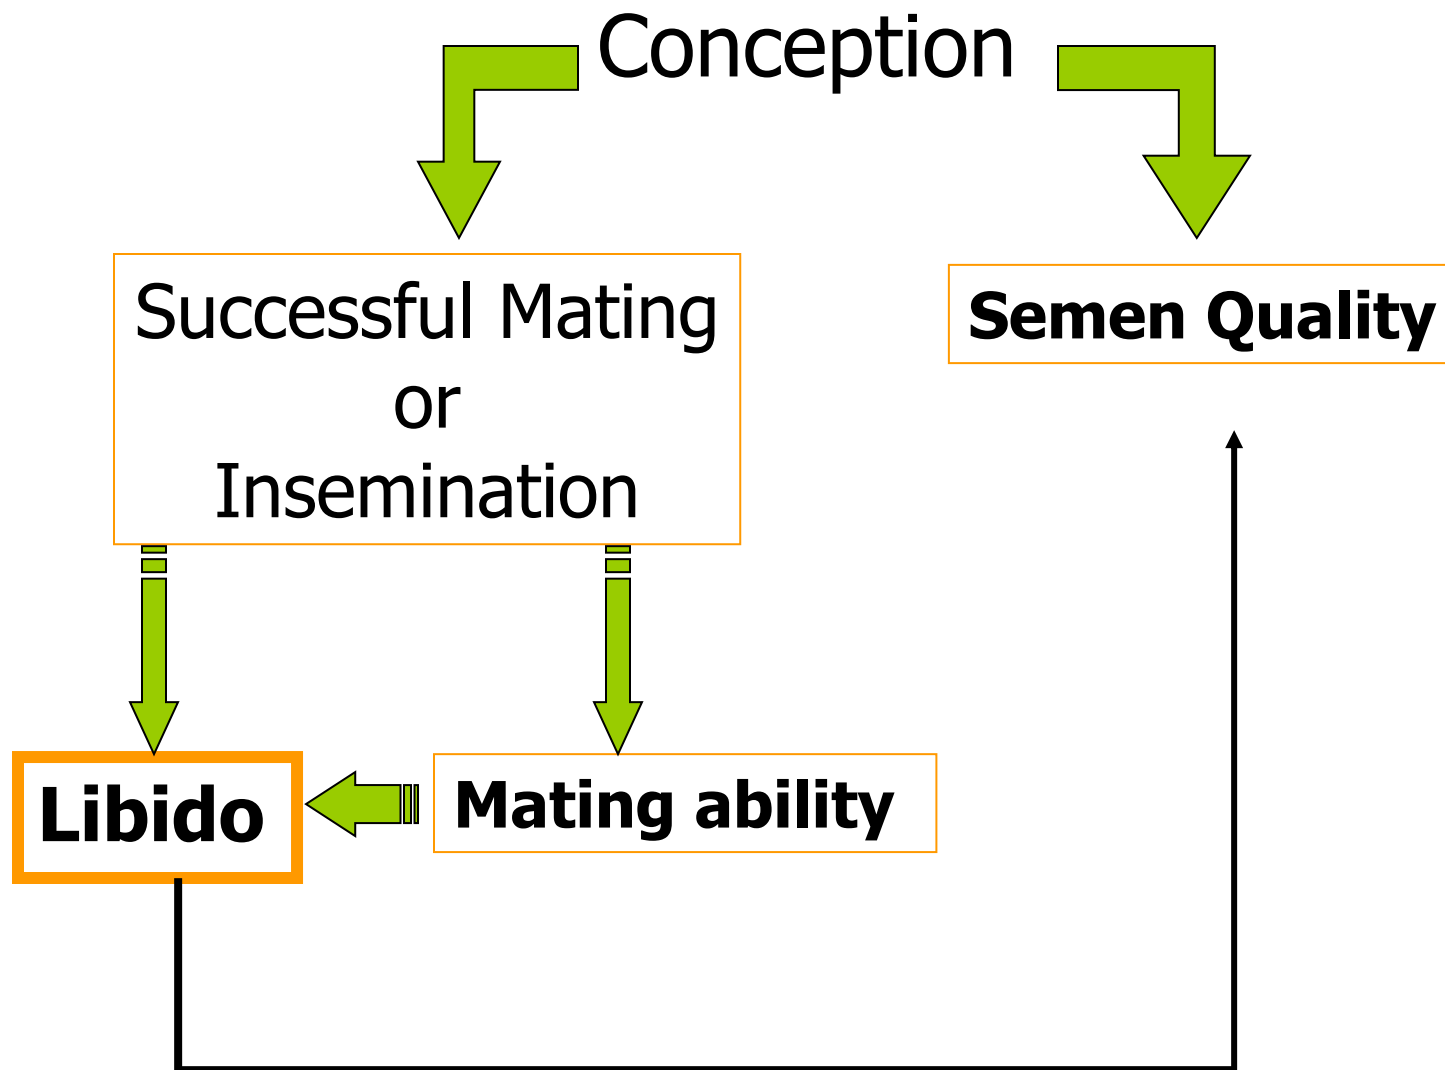 Conception
Successful Mating
or
Insemination
Semen Quality
Libido
Mating ability